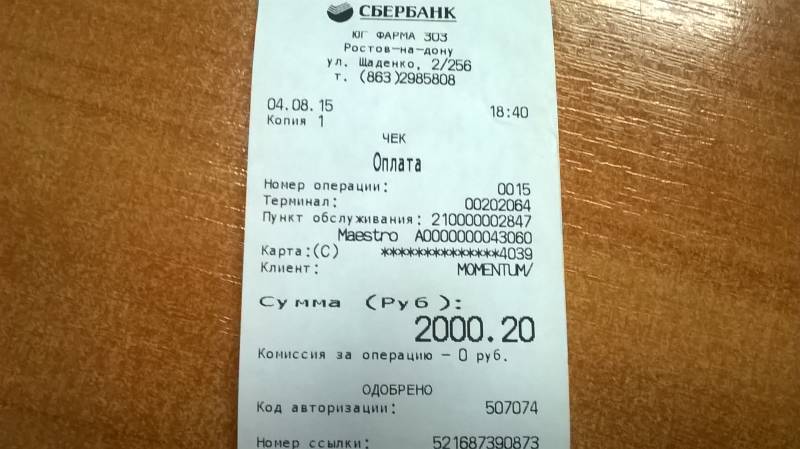 СБЕРБАНК
ЮГ ФАРМА 303
Ростов-на-дону
ул. Щаденко, 2/256
т. (863)2985808
04.08.15 18:40
Копия 1
ЧЕК
Оплата
Номер операции: 0015
Терминал: 00202064
Пункт обслуживания: 210000002847
Maestro A0000000043060
Карта:(C) **************4039
Клиент: MOMENTUM/
Сумма (Руб):
2000.20
Комиссия за операцию – 0 руб.
ОДОБРЕНО
Код авторизации: 507074
Номер ссылки: 521687390873